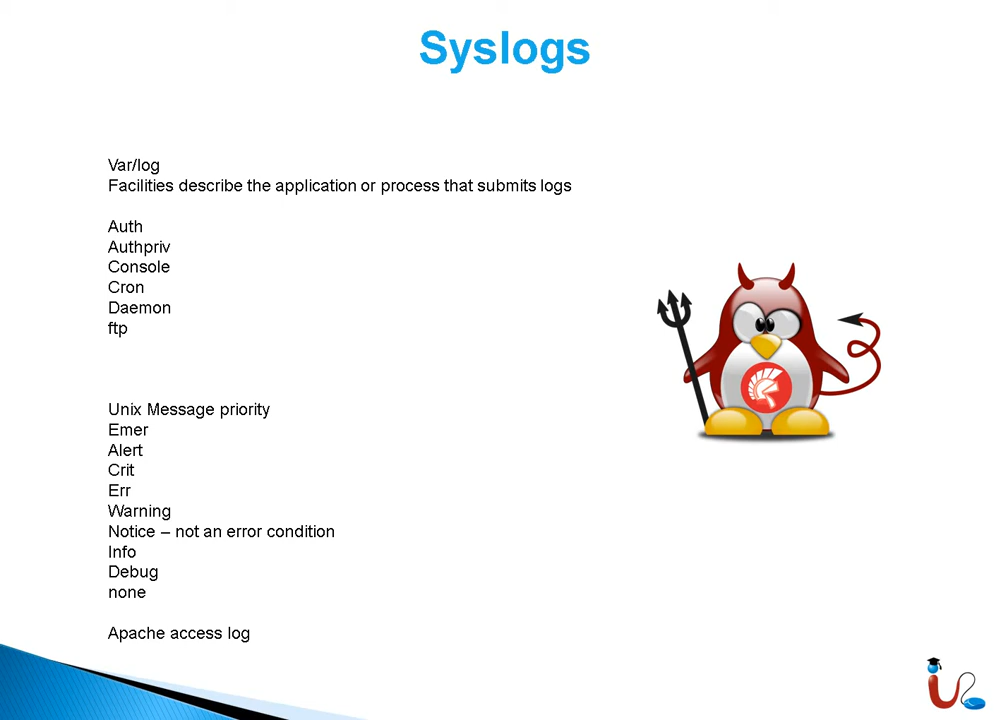 Syslogs
Var/log
Facilities describe the application or process that submits logs
Auth
Authpriv
Console
Cron
Daemon
ftp
Unix Message priority
Emer
Alert
Crit
Err
Warning
Notice – not an error condition
Info
Debug
none
Apache access log